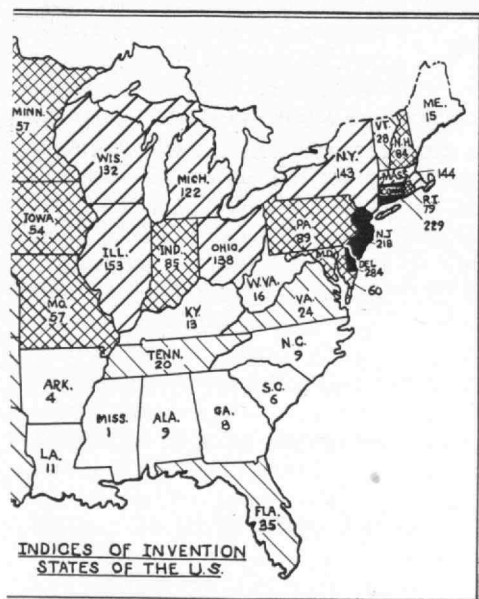 MINN.
57
WIS.
132
MICH.
122
N.Y.
143
VT.
28
N.H.
84
ME.
15
MASS.
144
R.I.
79
CONN.
229
IOWA.
54
ILL.
153
IND.
85
OHIO.
138
PA.
89
N.J.
218
DEL.
284
M.D.
60
MO.
57
KY.
13
W.VA.
16
VA.
24
TENN.
20
N.C.
9
ARK.
4
MISS.
1
ALA.
9
GA.
8
S.C.
6
LA.
11
FLA.
35
INDICES OF INVENTION
STATES OF THE U.S.